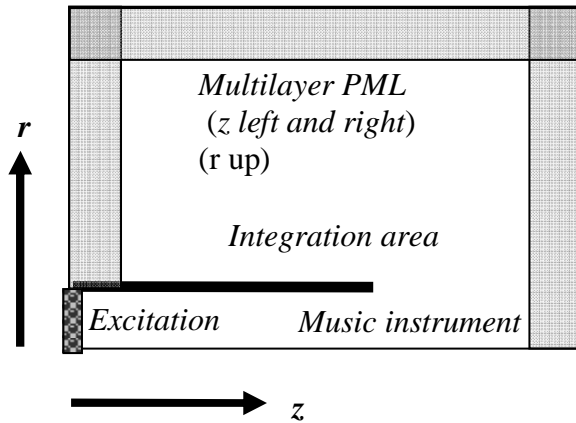 Multilayer PML
(z left and right)
(r up)
r
Integration area
Excitation
Music instrument
z